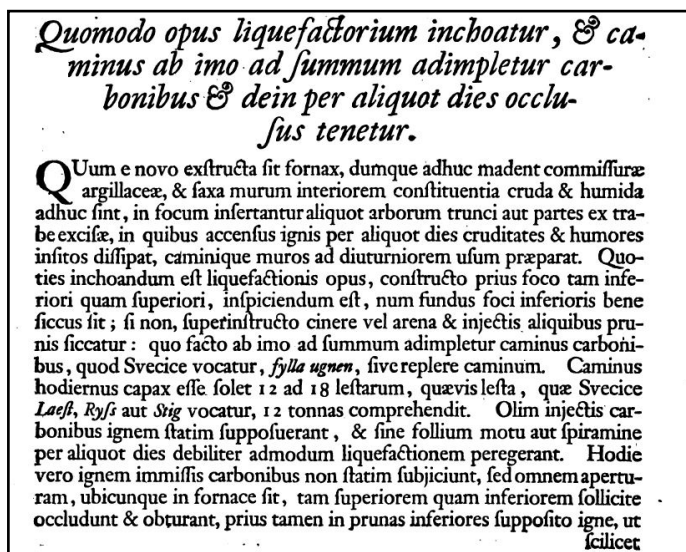 Quomodo opus liquefactorium inchoatur, & ca-
minus ab imo ad ſummum adimpletur car-
bonibus & dein per aliquot dies occlu-
ſus tenetur.
QUum e novo exſtructa ſit fornax, dumque adhuc madent commiſſuræ
argillaceæ, & ſaxa murum interiorem conſtituentia cruda & humida
adhuc ſint, in focum inſertantur aliquot arborum trunci aut partes ex tra-
be exciſæ, in quibus accenſus ignis per aliquot dies cruditates & humores
inſitos diſſipat, caminique muros ad diuturniorem uſum præparat. Quo-
ties inchoandum eſt liquefactionis opus, conſtructo prius foco tam infe-
riori quam ſuperiori, inſpiciendum eſt, num fundus foci inferioris bene
ſiccus ſit; ſi non, ſuperinſtructo cinere vel arena & injectis aliquibus pru-
nis ſiccatur: quo facto ab imo ad ſummum adimpletur caminus carboni-
bus, quod Svecice vocatur, fylla ugnen, ſive replere caminum. Caminus
hodiernus capax eſſe ſolet 12 ad 18 leſtarum, quævis leſta, quæ Svecice
Laeſt, Ryſs aut Stig vocatur, 12 tonnas comprehendit. Olim injectis car-
bonibus ignem ſtatim ſuppoſuerant, & ſine follium motu aut ſpiramine
per aliquot dies debiliter admodum liquefactionem peregerant. Hodie
vero ignem immiſſis carbonibus non ſtatim ſubjiciunt, ſed omnem apertu-
ram, ubicunque in fornace ſit, tam ſuperiorem quam inferiorem ſollicite
occludunt & obturant, prius tamen in prunas inferiores ſuppoſito igne, ut
ſcilicet